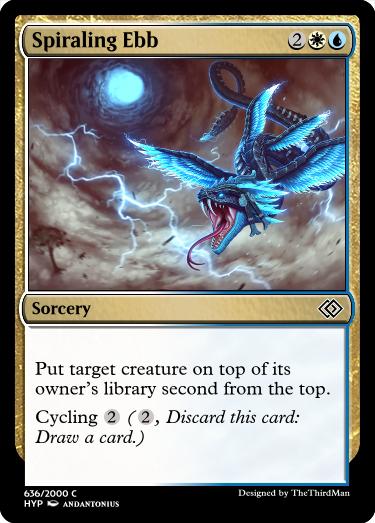 Spiraling Ebb 2
Sorcery
Put target creature on top of its
owner's library second from the top.
Cycling 2 (2, Discard this card:
Draw a card.)
636/2000 C
HYP ANDANTONIUS
Designed by TheThirdMan